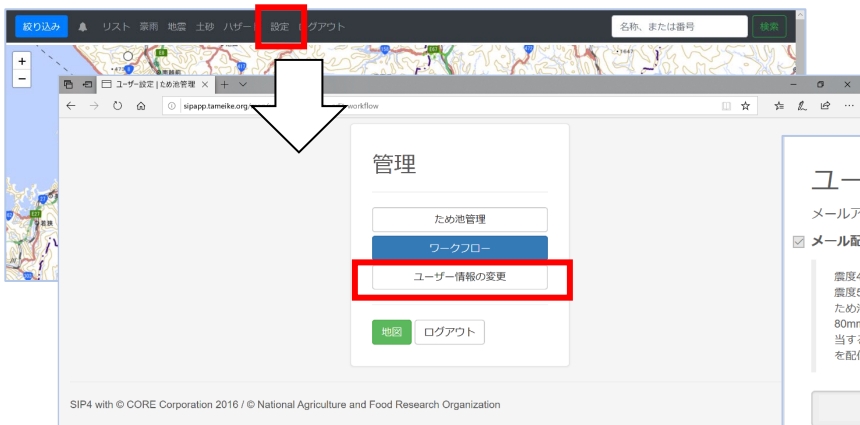 絞り込み リスト 豪雨 地震 土砂 ハザード 設定 ログアウト 名称、または番号 検索
+
−
ユーザー設定 | ため池管理
sipapp.tameike.org/
workflow
管理
ため池管理
ワークフロー
ユーザー情報の変更
地図 ログアウト
SIP4 with © CORE Corporation 2016 / © National Agriculture and Food Research Organization
ユー
メールア
メール配
震度4
震度5
ため池
80mm
当する
を配信